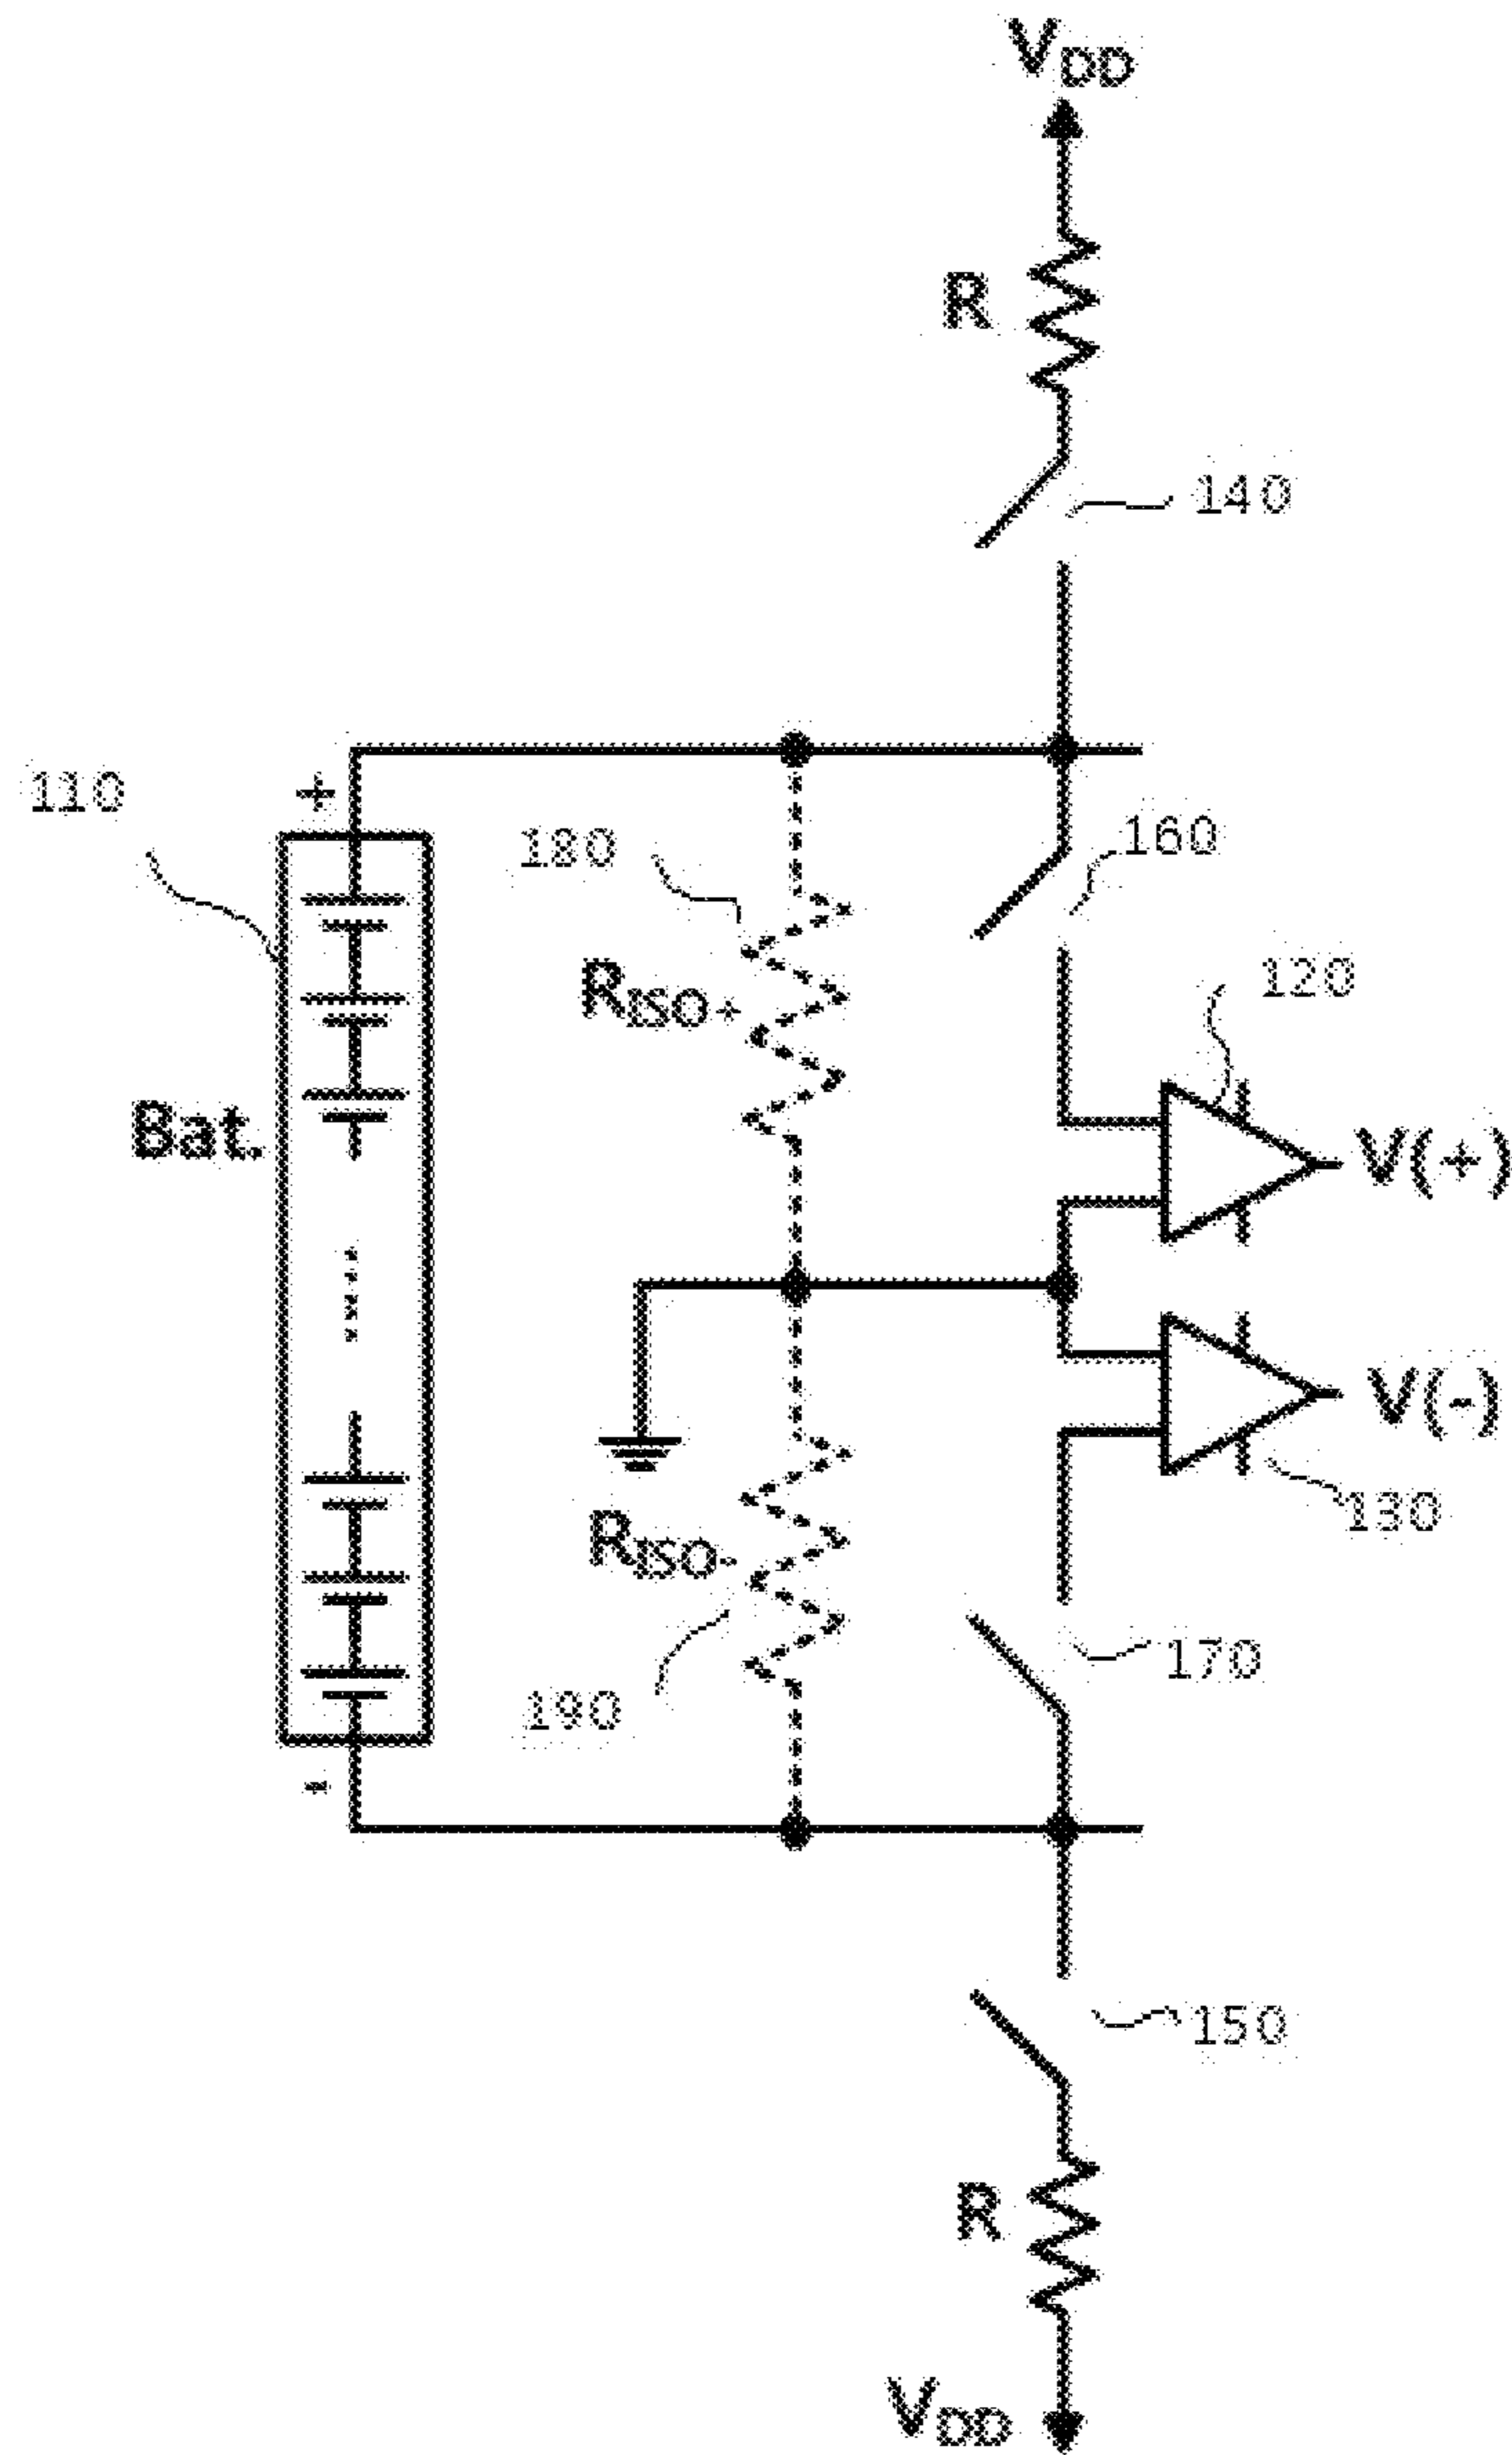 VDD
R
140
110
+
180
160
RISO+
120
Bat.
V(+)
V(-)
130
RISO-
170
190
-
150
R
VDD